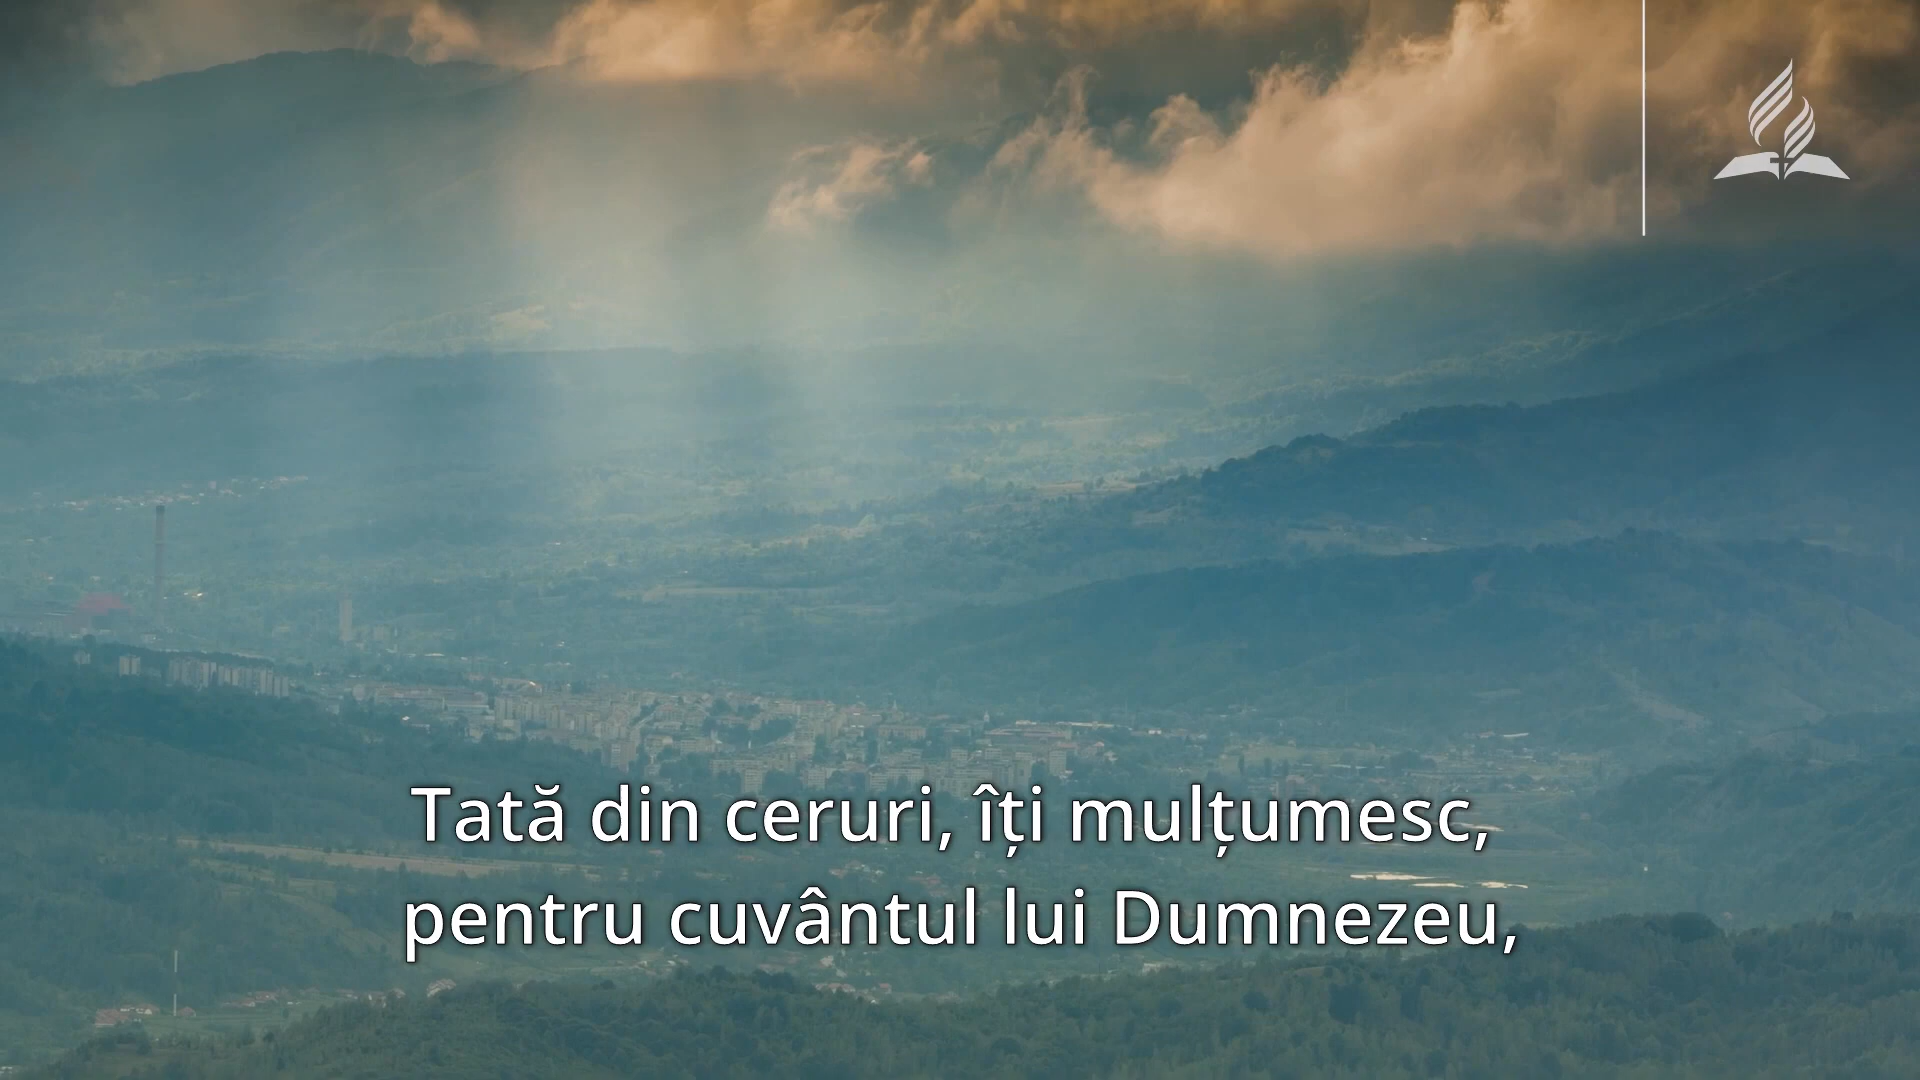 Tată din ceruri, îți mulțumesc,
pentru cuvântul lui Dumnezeu,